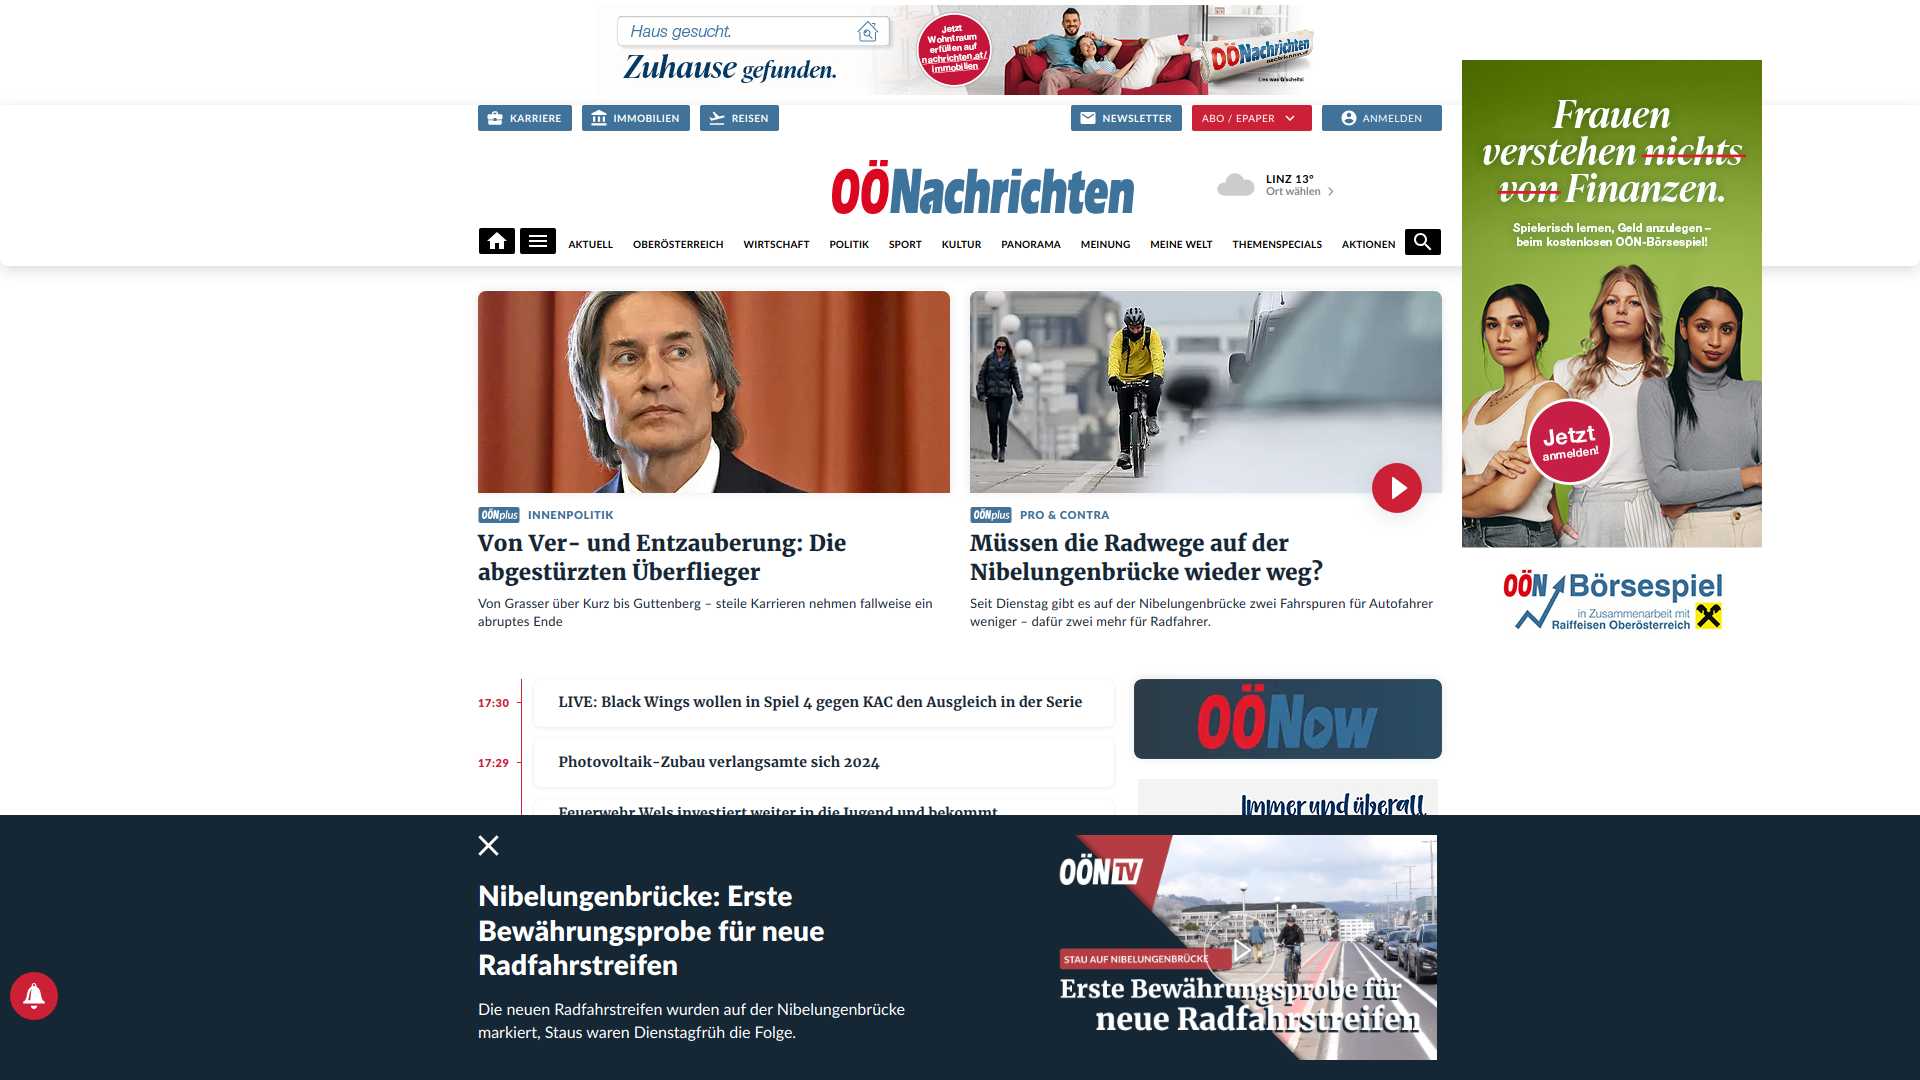 Haus gesucht.
Zuhause gefunden.
Jetzt
Wohntraum
erfüllen auf
nachrichten.at/
immobilien
OÖNachrichten
Lies was G'scheits!
KARRIERE
IMMOBILIEN
REISEN
NEWSLETTER
ABO / EPAPER
ANMELDEN
OÖNachrichten
LINZ 13°
Ort wählen
AKTUELL
OBERÖSTERREICH
WIRTSCHAFT
POLITIK
SPORT
KULTUR
PANORAMA
MEINUNG
MEINE WELT
THEMENSPECIALS
AKTIONEN
Frauen
verstehen nichts
von Finanzen.
Spielerisch lernen, Geld anzulegen –
beim kostenlosen OÖN-Börsespiel!
Jetzt
anmelden!
OÖN Börsespiel
in Zusammenarbeit mit
Raiffeisen Oberösterreich
OÖNplus INNENPOLITIK
Von Ver- und Entzauberung: Die
abgestürzten Überflieger
Von Grasser über Kurz bis Guttenberg – steile Karrieren nehmen fallweise ein
abruptes Ende
OÖNplus PRO & CONTRA
Müssen die Radwege auf der
Nibelungenbrücke wieder weg?
Seit Dienstag gibt es auf der Nibelungenbrücke zwei Fahrspuren für Autofahrer
weniger – dafür zwei mehr für Radfahrer.
17:30 LIVE: Black Wings wollen in Spiel 4 gegen KAC den Ausgleich in der Serie
17:29 Photovoltaik-Zubau verlangsamte sich 2024
Feuerwehr Wels investiert weiter in die Jugend und bekommt
OÖNow
Immer und überall
Nibelungenbrücke: Erste
Bewährungsprobe für neue
Radfahrstreifen
Die neuen Radfahrstreifen wurden auf der Nibelungenbrücke
markiert, Staus waren Dienstagfrüh die Folge.
OÖN TV
STAU AUF NIBELUNGENBRÜCKE
Erste Bewährungsprobe für
neue Radfahrstreifen